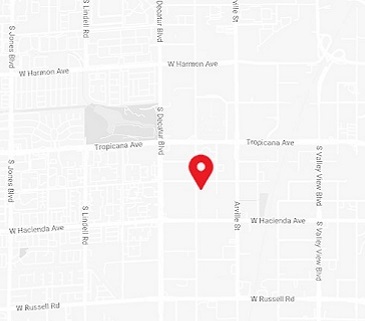 S Jones Blvd
S Lindell Rd
S Decatur Blvd
ville St
W Harmon Ave
W Harmon Ave
S Decatur Blvd
Tropicana Ave
Tropicana Ave
S Jones Blvd
S Valley View Blvd
S Lindell Rd
Arville St
W Hacienda Ave
W Hacienda Ave
S Valley View Blvd
W Russell Rd
W Russell Rd